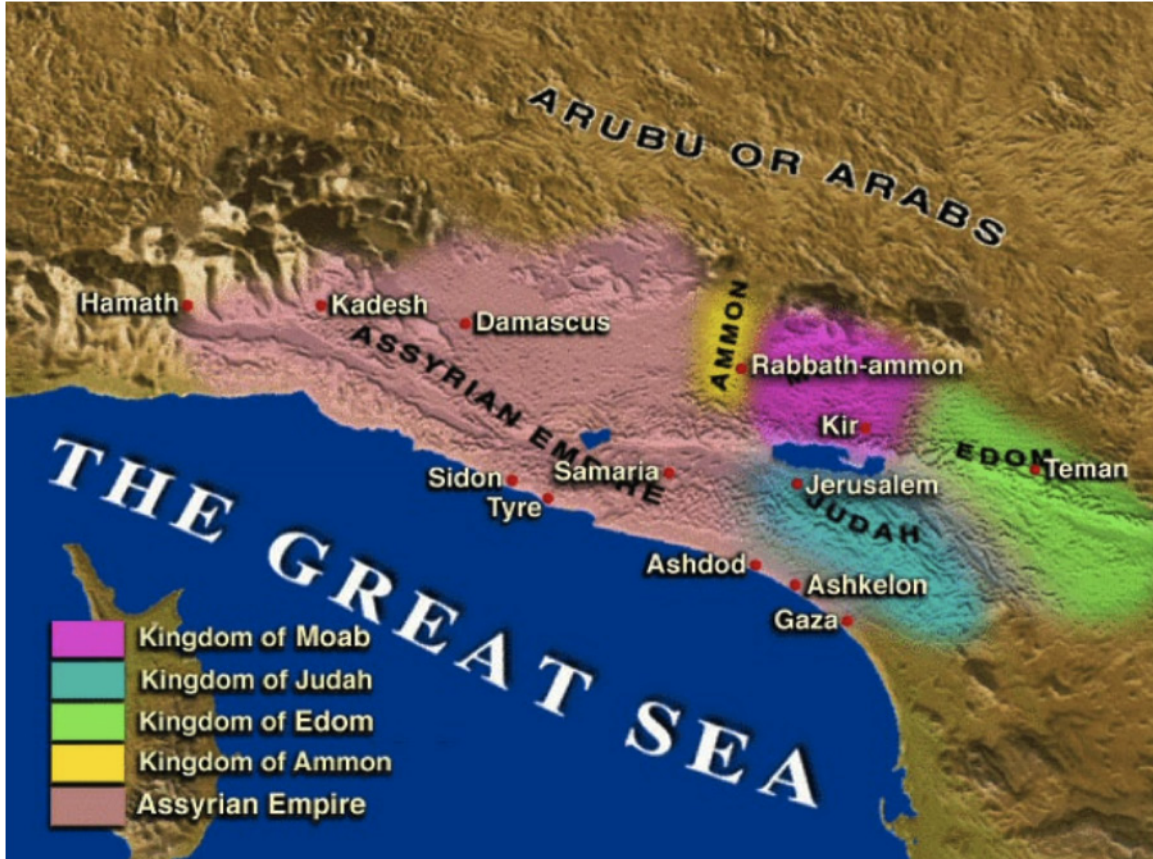 ARUBU OR ARABS
Hamath
Kadesh
Damascus
ASSYRIAN EMPIRE
AMMON
Rabbath-ammon
Kir
EDOM
Teman
Sidon
Samaria
Tyre
Jerusalem
JUDAH
Ashdod
Ashkelon
Gaza
THE GREAT SEA
Kingdom of Moab
Kingdom of Judah
Kingdom of Edom
Kingdom of Ammon
Assyrian Empire